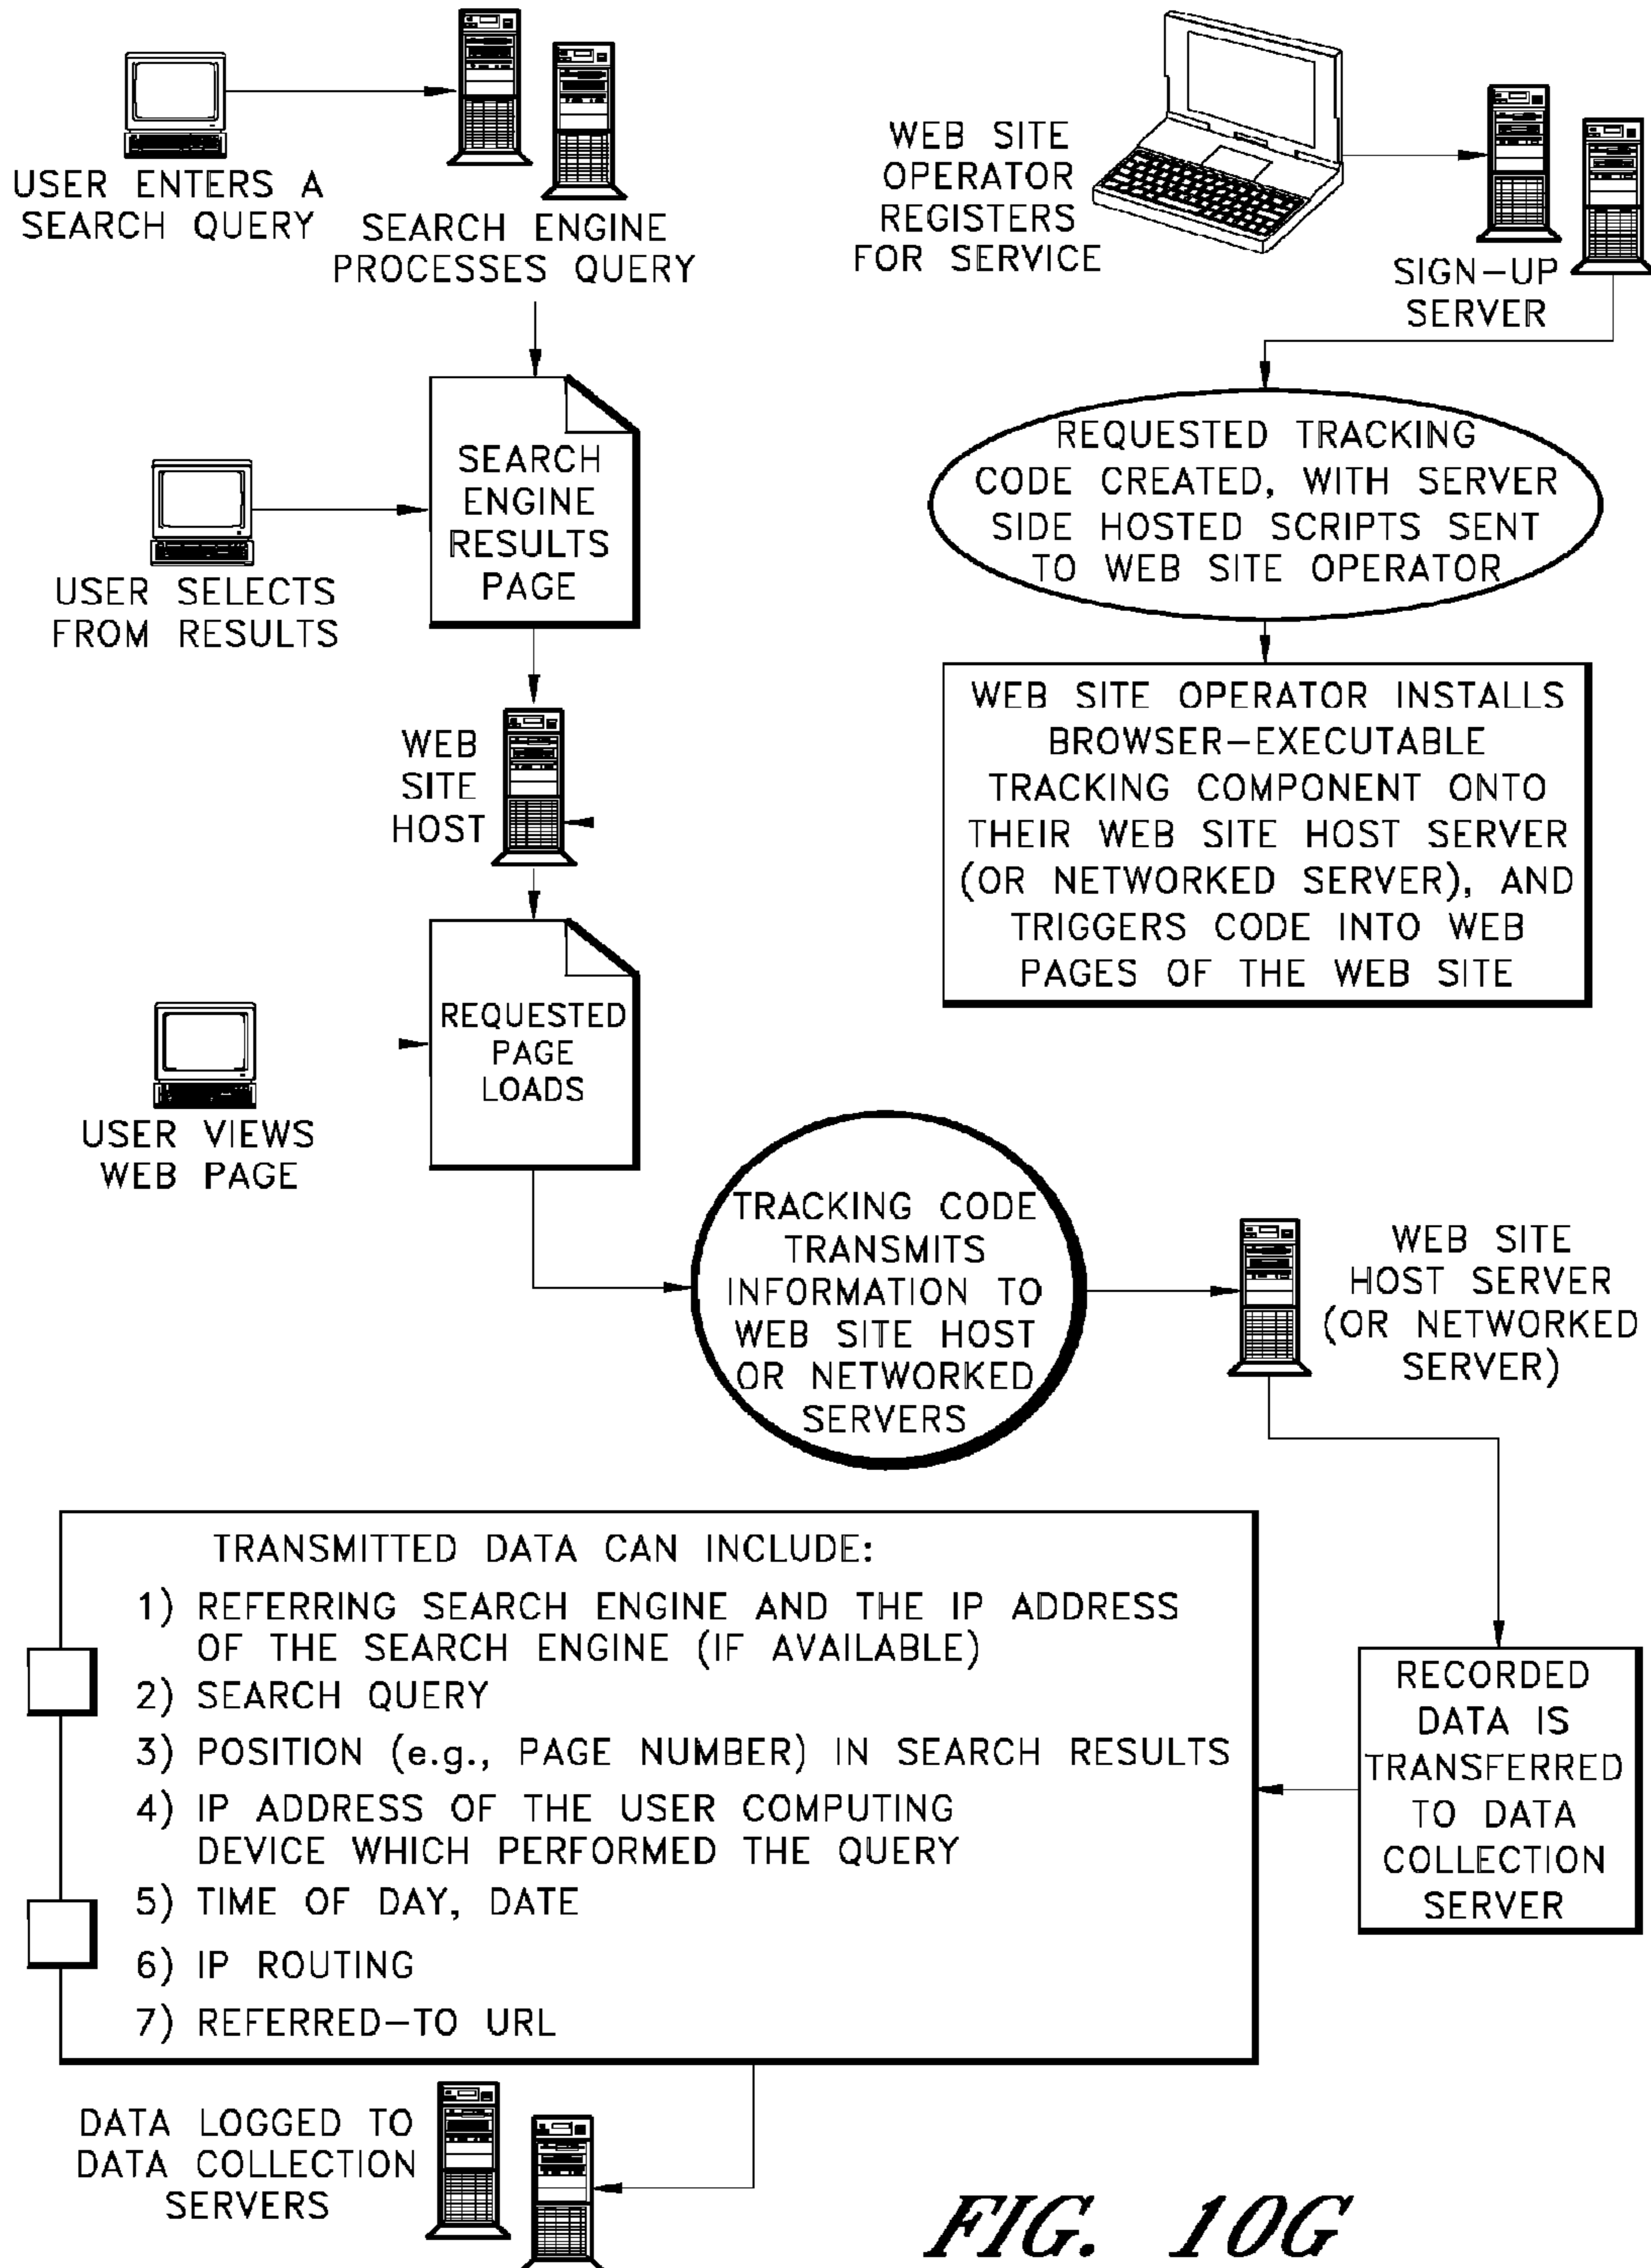 USER ENTERS A
SEARCH QUERY
SEARCH ENGINE
PROCESSES QUERY
WEB SITE
OPERATOR
REGISTERS
FOR SERVICE
SIGN-UP
SERVER
SEARCH
ENGINE
RESULTS
PAGE
USER SELECTS
FROM RESULTS
REQUESTED TRACKING
CODE CREATED, WITH SERVER
SIDE HOSTED SCRIPTS SENT
TO WEB SITE OPERATOR
WEB
SITE
HOST
WEB SITE OPERATOR INSTALLS
BROWSER-EXECUTABLE
TRACKING COMPONENT ONTO
THEIR WEB SITE HOST SERVER
(OR NETWORKED SERVER), AND
TRIGGERS CODE INTO WEB
PAGES OF THE WEB SITE
REQUESTED
PAGE
LOADS
USER VIEWS
WEB PAGE
TRACKING CODE
TRANSMITS
INFORMATION TO
WEB SITE HOST
OR NETWORKED
SERVERS
WEB SITE
HOST SERVER
(OR NETWORKED
SERVER)
TRANSMITTED DATA CAN INCLUDE:
1) REFERRING SEARCH ENGINE AND THE IP ADDRESS
OF THE SEARCH ENGINE (IF AVAILABLE)
2) SEARCH QUERY
3) POSITION (e.g., PAGE NUMBER) IN SEARCH RESULTS
4) IP ADDRESS OF THE USER COMPUTING
DEVICE WHICH PERFORMED THE QUERY
5) TIME OF DAY, DATE
6) IP ROUTING
7) REFERRED-TO URL
RECORDED
DATA IS
TRANSFERRED
TO DATA
COLLECTION
SERVER
DATA LOGGED TO
DATA COLLECTION
SERVERS
FIG. 10G